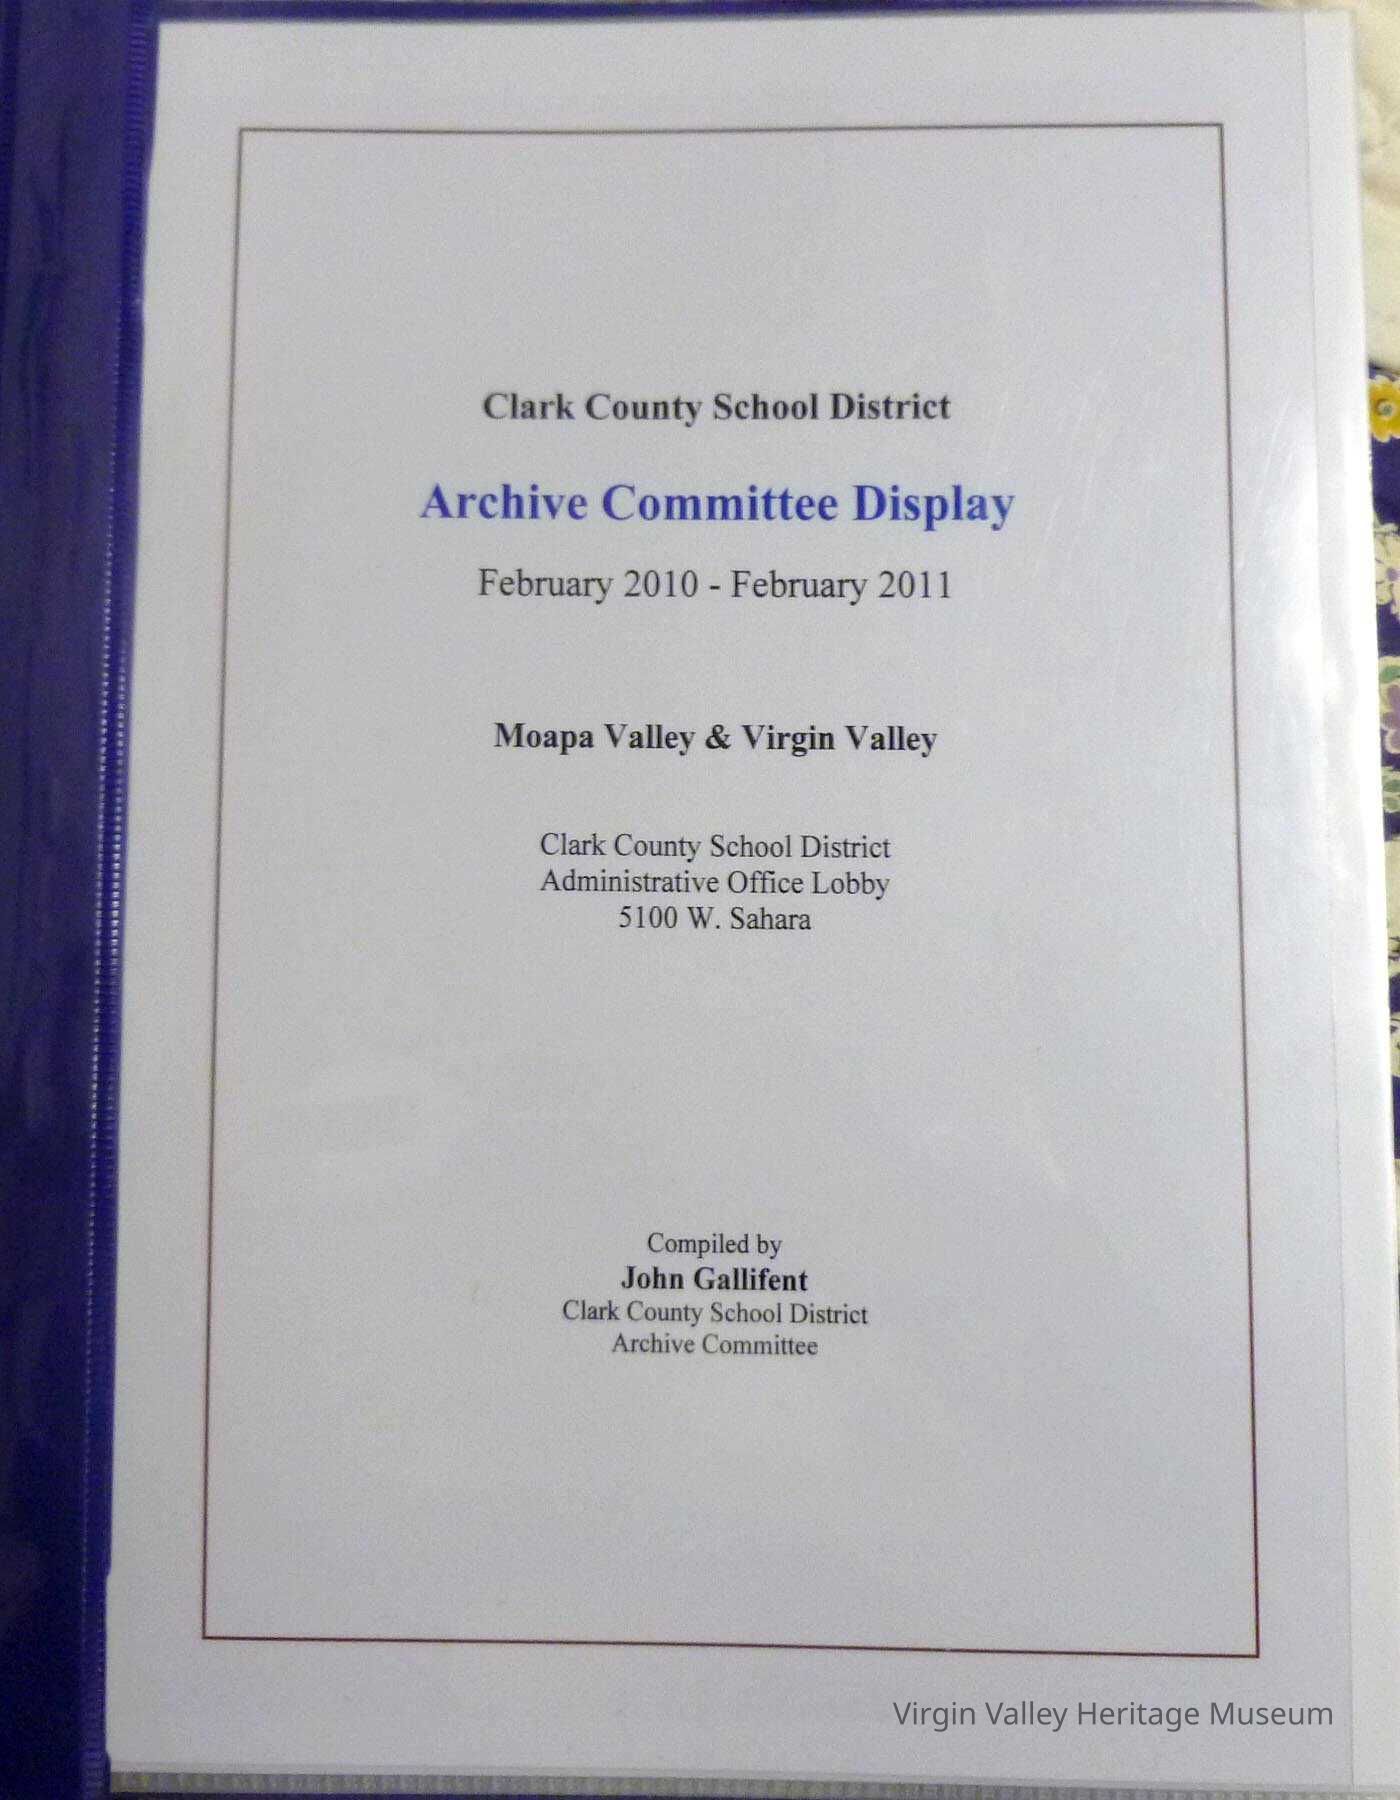 Clark County School District
Archive Committee Display
February 2010 - February 2011
Moapa Valley & Virgin Valley
Clark County School District
Administrative Office Lobby
5100 W. Sahara
Compiled by
John Gallifent
Clark County School District
Archive Committee
Virgin Valley Heritage Museum